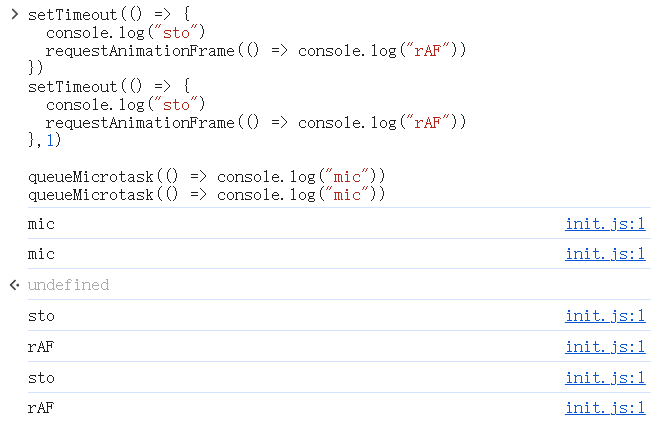 setTimeout(() => {
  console.log("sto")
  requestAnimationFrame(() => console.log("rAF"))
})
setTimeout(() => {
  console.log("sto")
  requestAnimationFrame(() => console.log("rAF"))
},1)

queueMicrotask(() => console.log("mic"))
queueMicrotask(() => console.log("mic"))
mic init.js:1
mic init.js:1
undefined
sto init.js:1
rAF init.js:1
sto init.js:1
rAF init.js:1